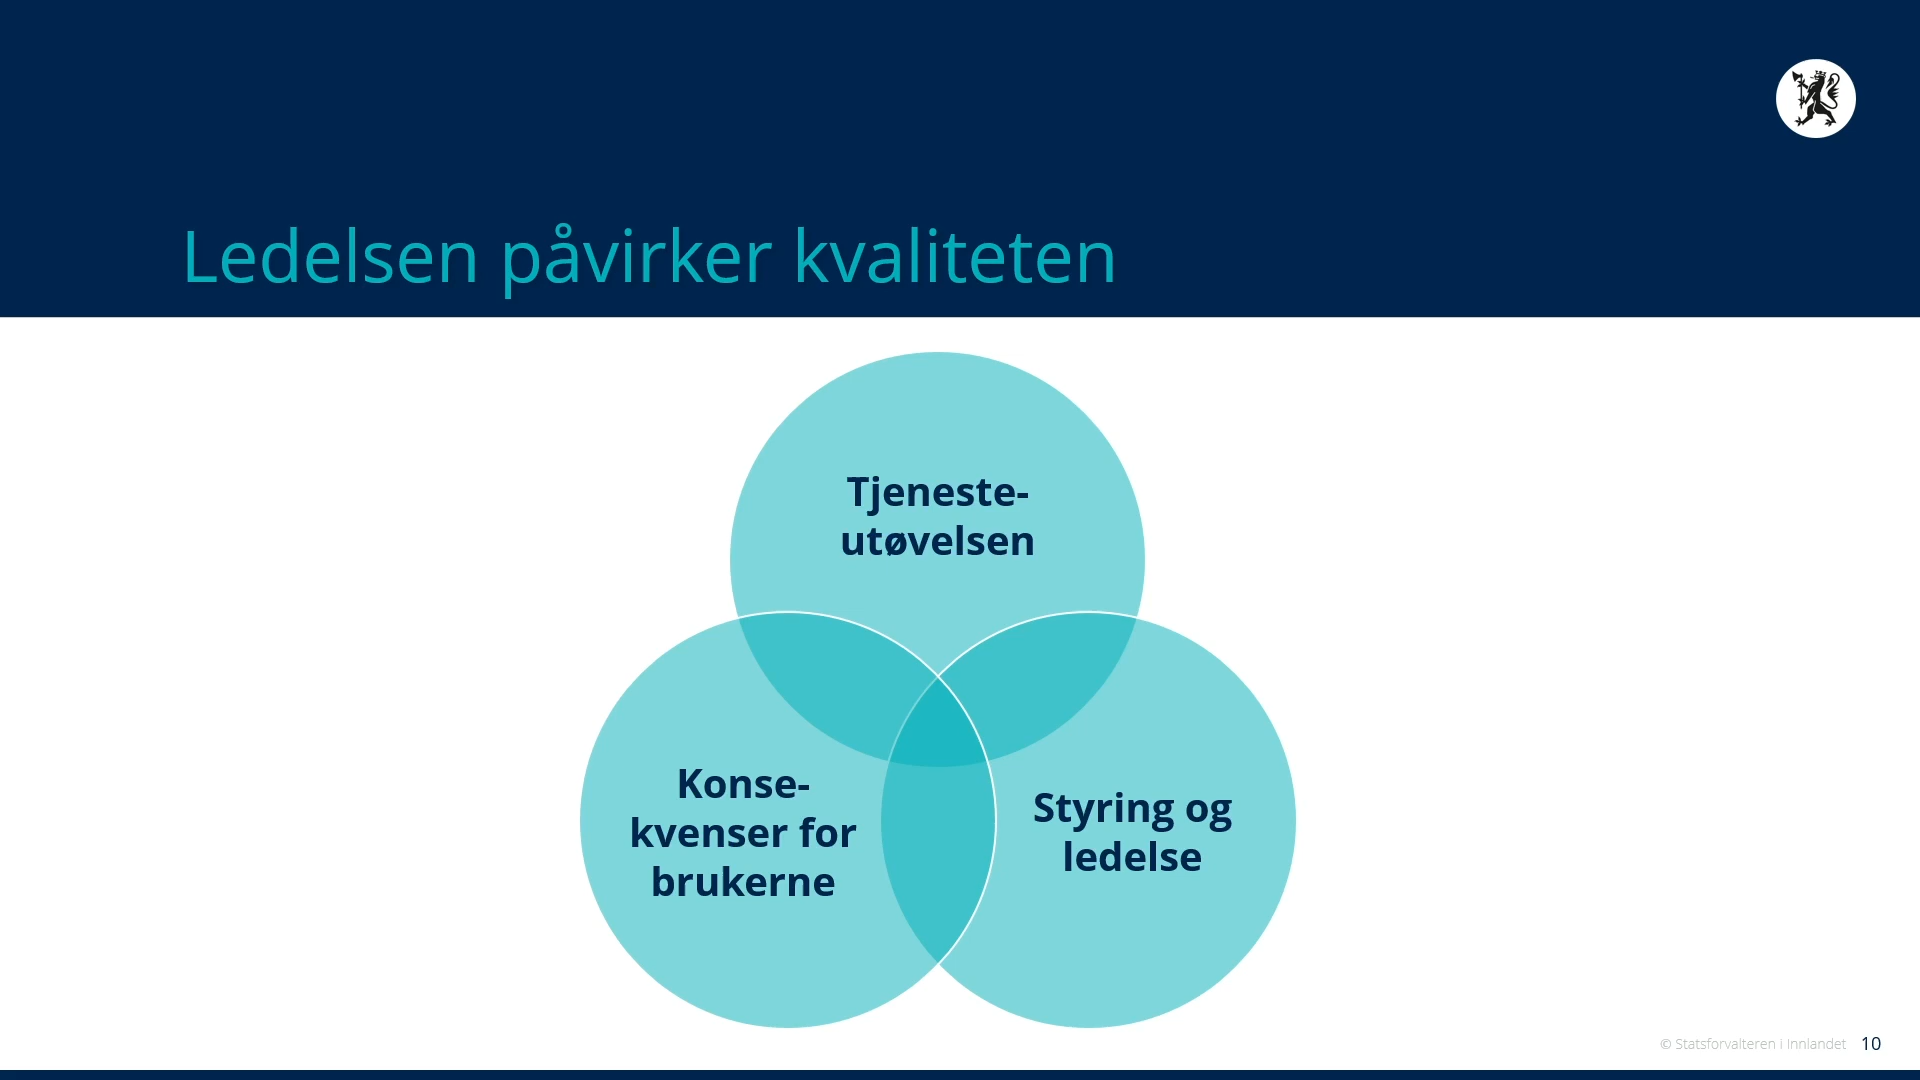 Ledelsen påvirker kvaliteten
Tjeneste-
utøvelsen
Konse-
kvenser for
brukerne
Styring og
ledelse
© Statsforvalteren i Innlandet 10